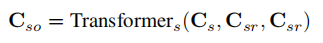 C_{so} = Transformer_s(C_s, C_{sr}, C_{sr})